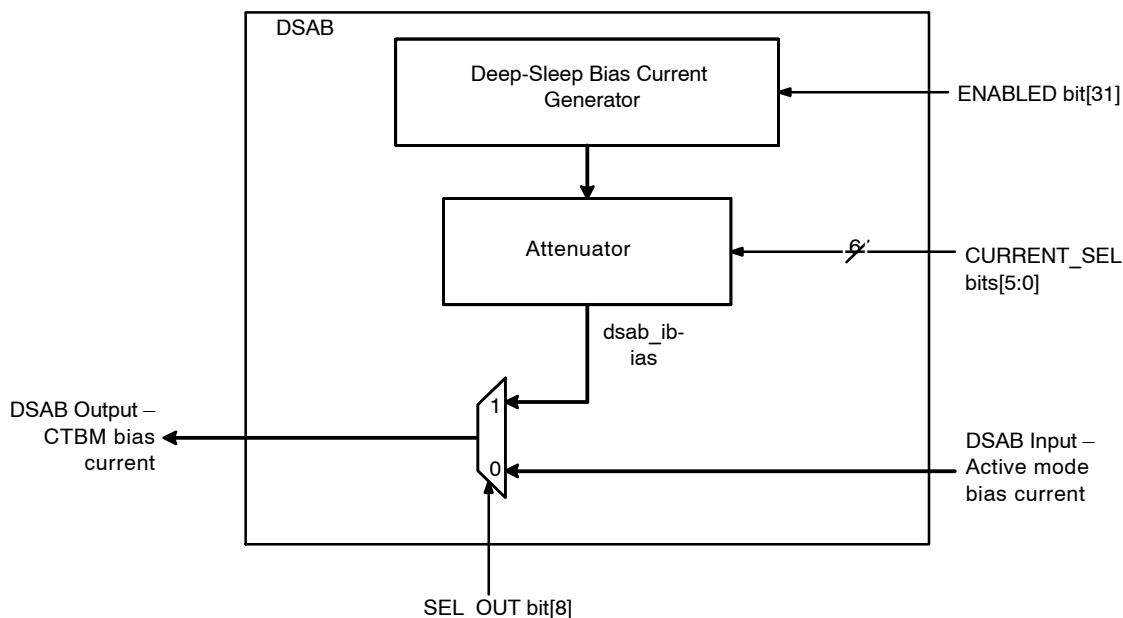 DSAB
Deep-Sleep Bias Current
Generator
ENABLED bit[31]
Attenuator
6
CURRENT_SEL
bits[5:0]
dsab_ib-
ias
1
DSAB Output –
CTBM bias
current
0
DSAB Input –
Active mode
bias current
SEL_OUT bit[8]